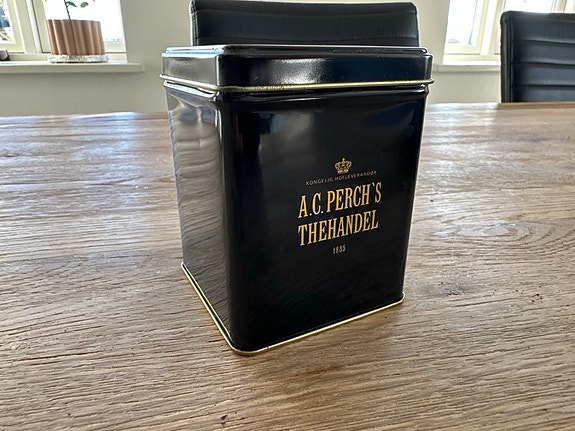 KONGELIG HOFLEVERANDØR
A.C. PERCH`S
THEHANDEL
1835